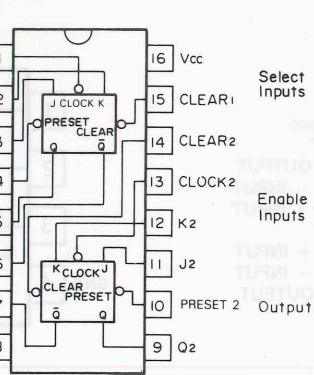 16 Vcc
J CLOCK K
15 CLEAR1
PRESET
CLEAR
Q Q̅
14 CLEAR2
13 CLOCK2
12 K2
K CLOCK J
11 J2
CLEAR
PRESET
10 PRESET 2
Q̅ Q
9 Q2
Select
Inputs
Enable
Inputs
Output